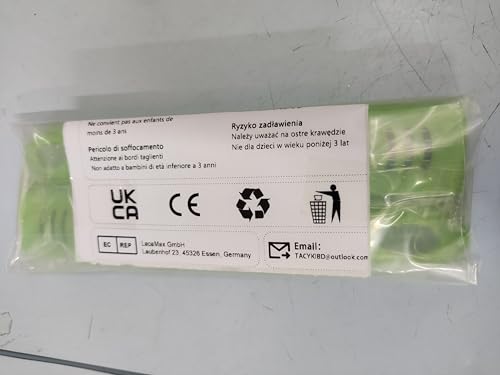 Ne convient pas aux enfants de
moins de 3 ans
Pericolo di soffocamento
Attenzione ai bordi taglienti
Non adatto a bambini di età inferiore a 3 anni
Ryzyko zadławienia
Należy uważać na ostre krawędzie
Nie dla dzieci w wieku poniżej 3 lat
UK
CA
CE
EC REP
LaceMax GmbH
Laubenhof 23, 45326 Essen, Germany
Email:
TACYKIBD@outlook.com